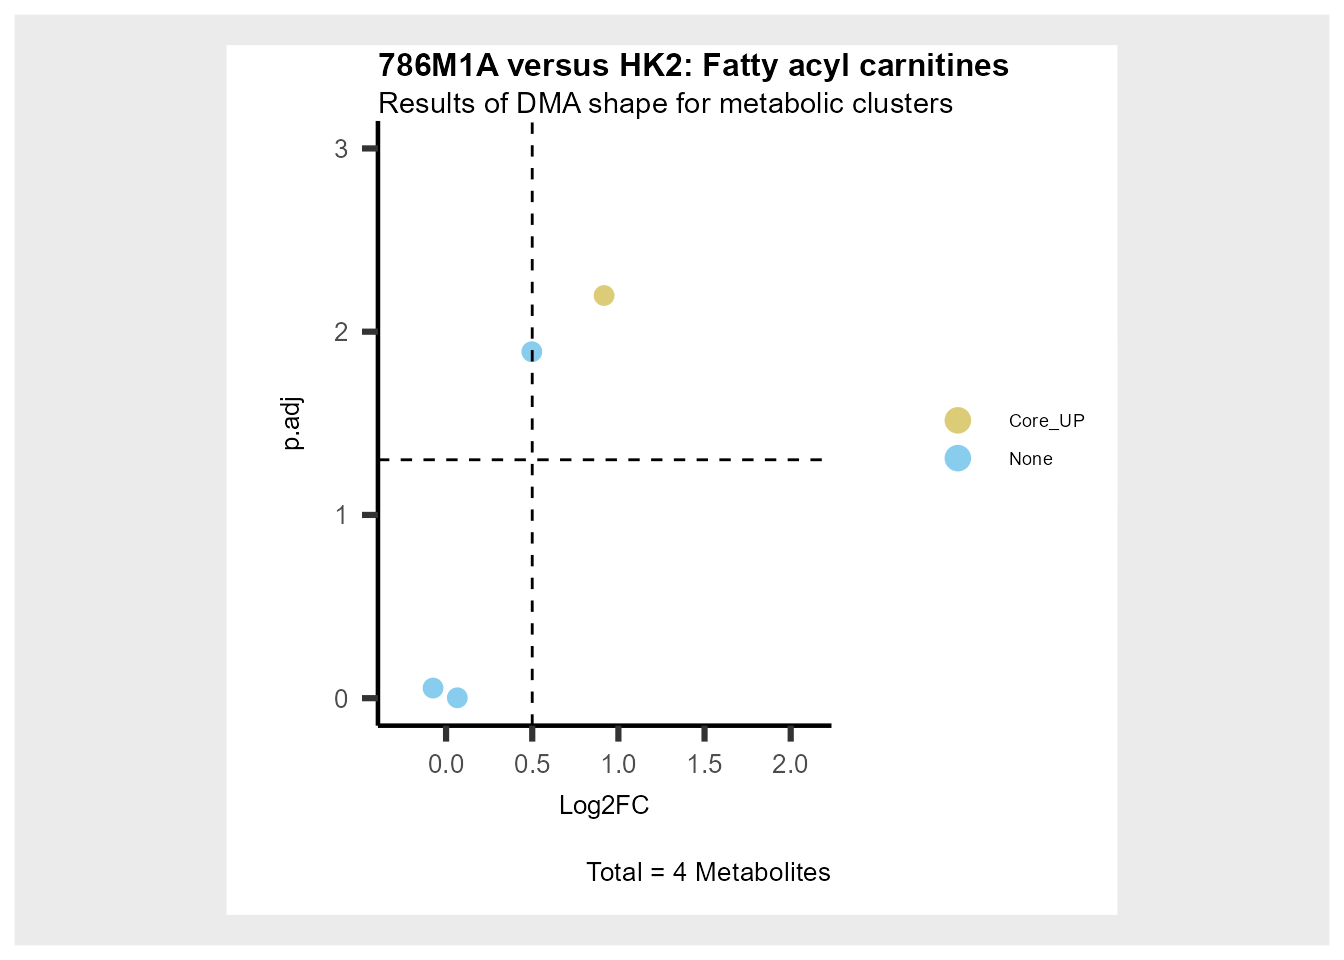 786M1A versus HK2: Fatty acyl carnitines
Results of DMA shape for metabolic clusters
3
2
1
0
p.adj
0.0 0.5 1.0 1.5 2.0
Log2FC
Core_UP
None
Total = 4 Metabolites